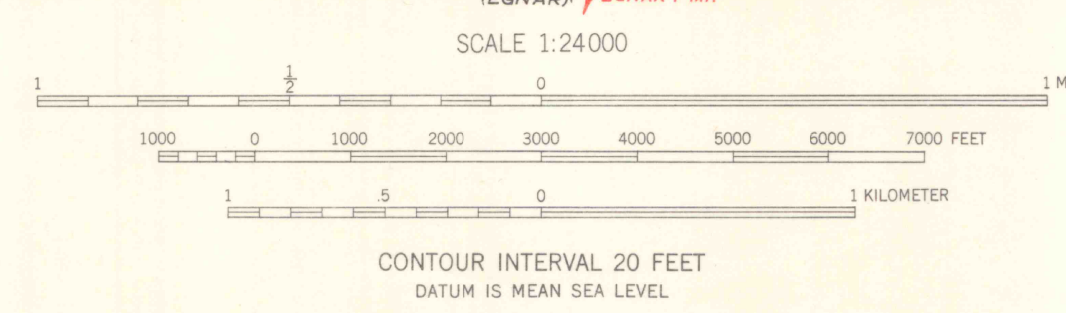 SCALE 1:24000
1 1/2 0 1 M
1000 0 1000 2000 3000 4000 5000 6000 7000 FEET
1 .5 0 1 KILOMETER
CONTOUR INTERVAL 20 FEET
DATUM IS MEAN SEA LEVEL